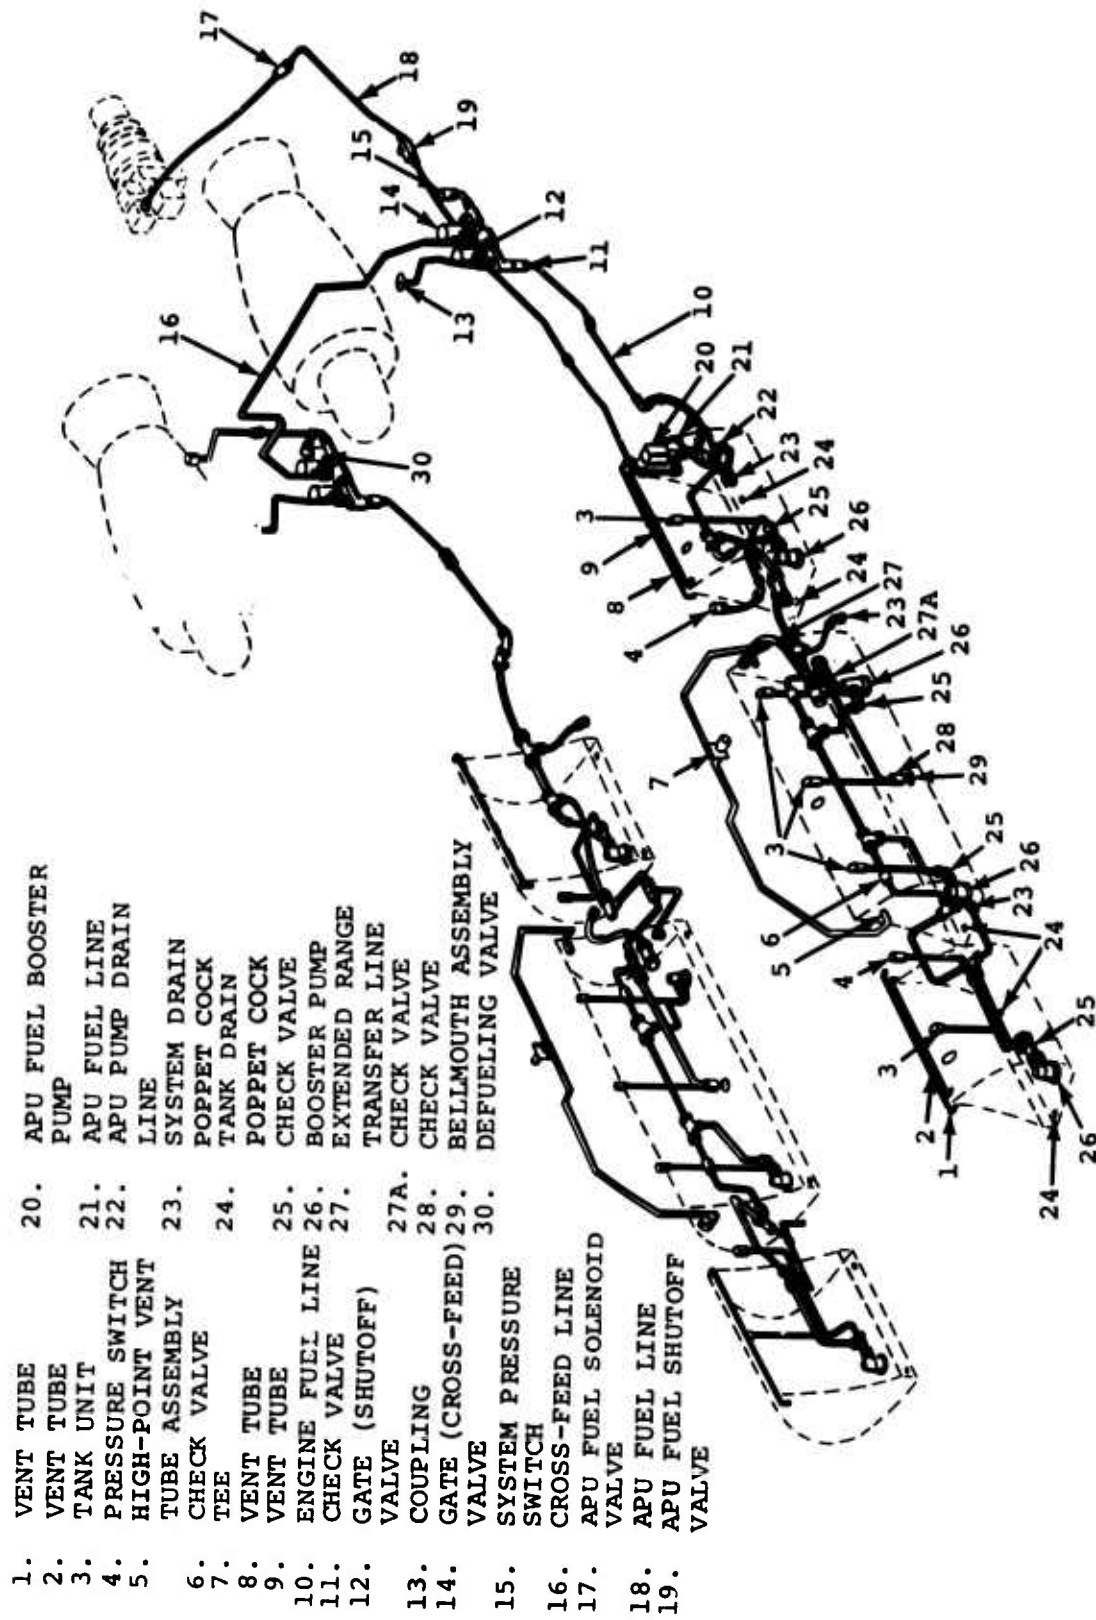 1. VENT TUBE
2. VENT TUBE
3. TANK UNIT
4. PRESSURE SWITCH
5. HIGH-POINT VENT
TUBE ASSEMBLY
6. CHECK VALVE
7. TEE
8. VENT TUBE
9. VENT TUBE
10. ENGINE FUEL LINE
11. CHECK VALVE
12. GATE (SHUTOFF)
VALVE
13. COUPLING
14. GATE (CROSS-FEED)
VALVE
15. SYSTEM PRESSURE
SWITCH
16. CROSS-FEED LINE
17. APU FUEL SOLENOID
VALVE
18. APU FUEL LINE
19. APU FUEL SHUTOFF
VALVE
20. APU FUEL BOOSTER
PUMP
21. APU FUEL LINE
22. APU PUMP DRAIN
LINE
23. SYSTEM DRAIN
POPPET COCK
24. TANK DRAIN
POPPET COCK
25. CHECK VALVE
26. BOOSTER PUMP
27. EXTENDED RANGE
TRANSFER LINE
27A. CHECK VALVE
28. CHECK VALVE
29. BELLMOUTH ASSEMBLY
30. DEFUELING VALVE
17
18
19
15
14
12
11
13
16
30
10
20
21
22
23
24
3
9
8
4
25
26
24
27
23
27A
26
25
7
28
29
3
3
6
5
25
26
23
24
4
3
2
1
25
26
24